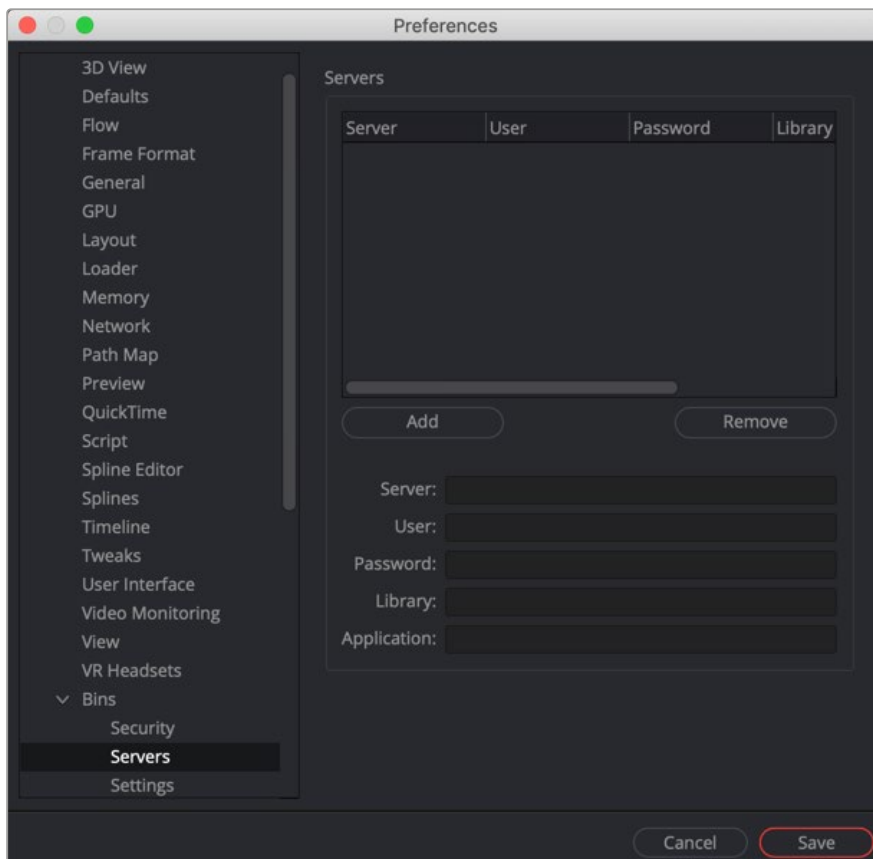 Preferences
3D View
Defaults
Flow
Frame Format
General
GPU
Layout
Loader
Memory
Network
Path Map
Preview
QuickTime
Script
Spline Editor
Splines
Timeline
Tweaks
User Interface
Video Monitoring
View
VR Headsets
Bins
Security
Servers
Settings
Servers
Server User Password Library
Add Remove
Server:
User:
Password:
Library:
Application:
Cancel Save